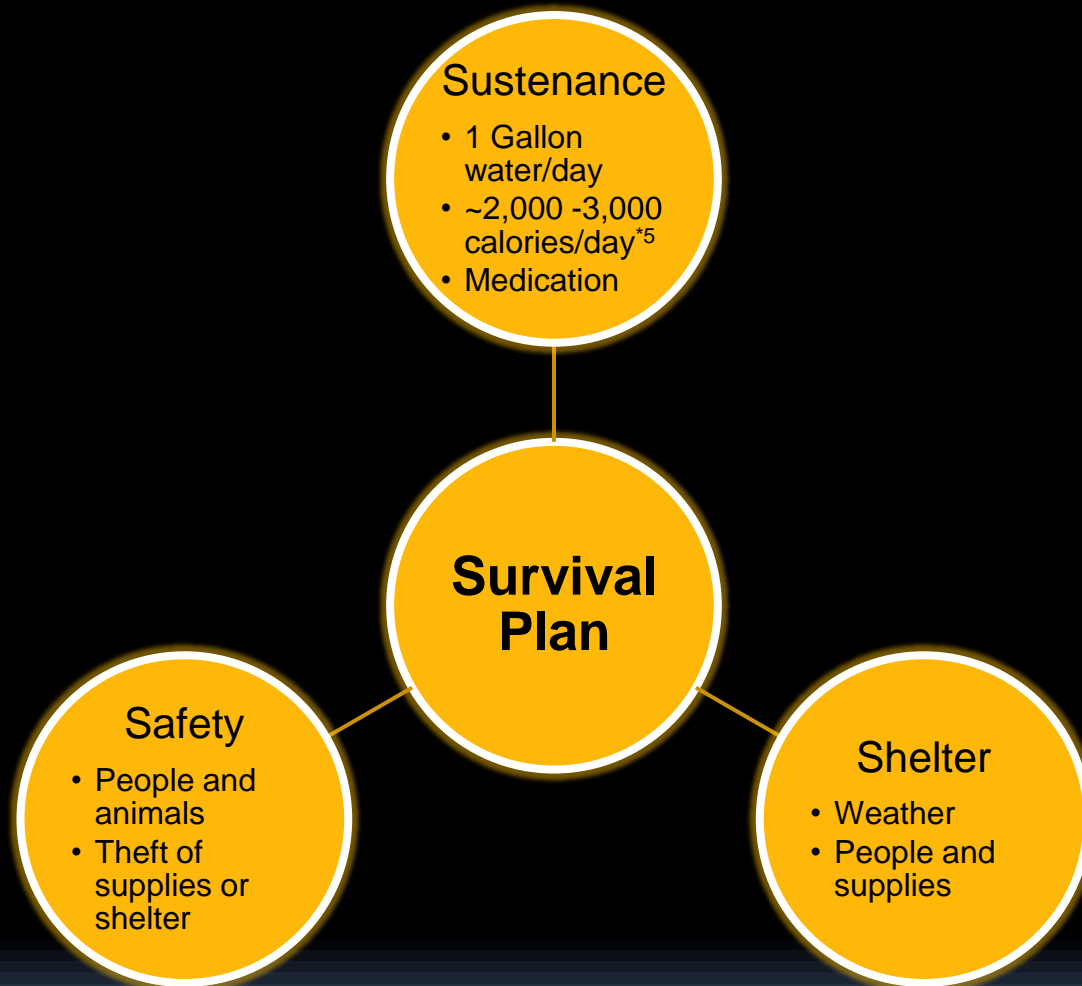 Sustenance
• 1 Gallon
water/day
• ~2,000 -3,000
calories/day*5
• Medication
Survival
Plan
Safety
• People and
animals
• Theft of
supplies or
shelter
Shelter
• Weather
• People and
supplies